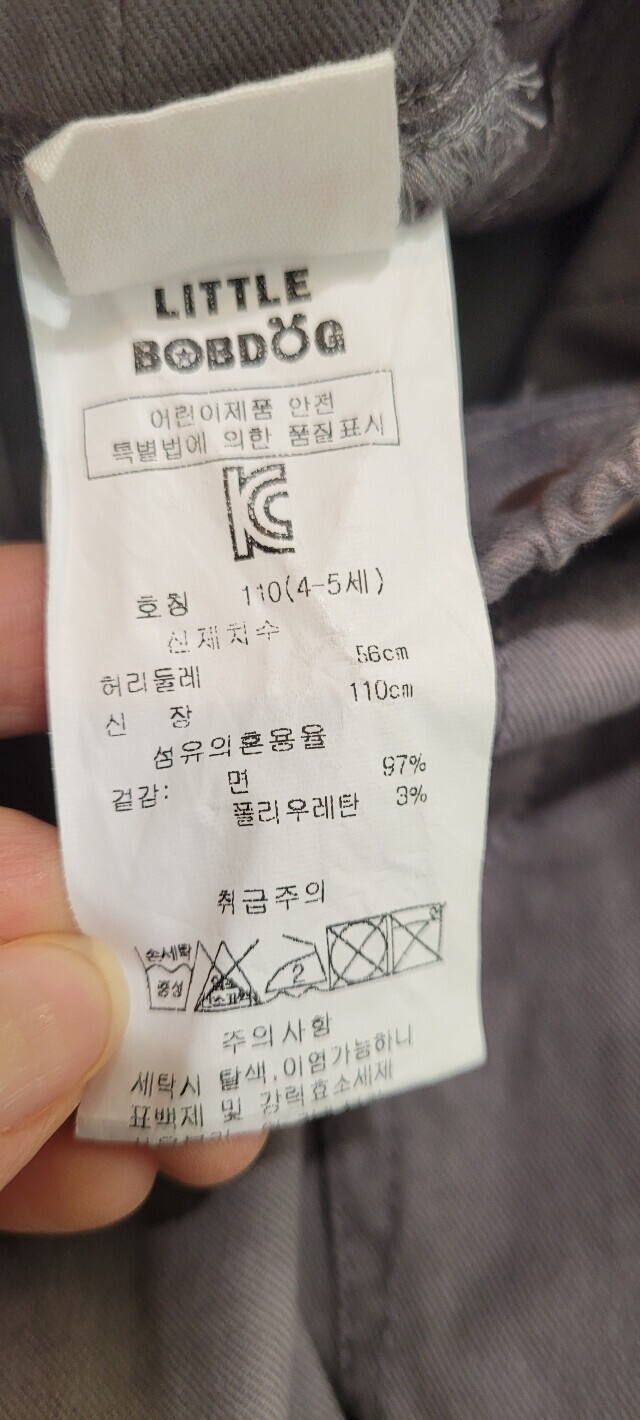 LITTLE
BOBDOG
어린이제품 안전
특별법에 의한 품질표시
KC
호칭 110(4-5세)
신체치수
허리둘레 56cm
신 장 110cm
섬유의혼용율
겉감: 면 97%
폴리우레탄 3%
취급주의
손세탁
중성
2
주의사항
세탁시 탈색,이염가능하니
표백제 및 강력효소세제